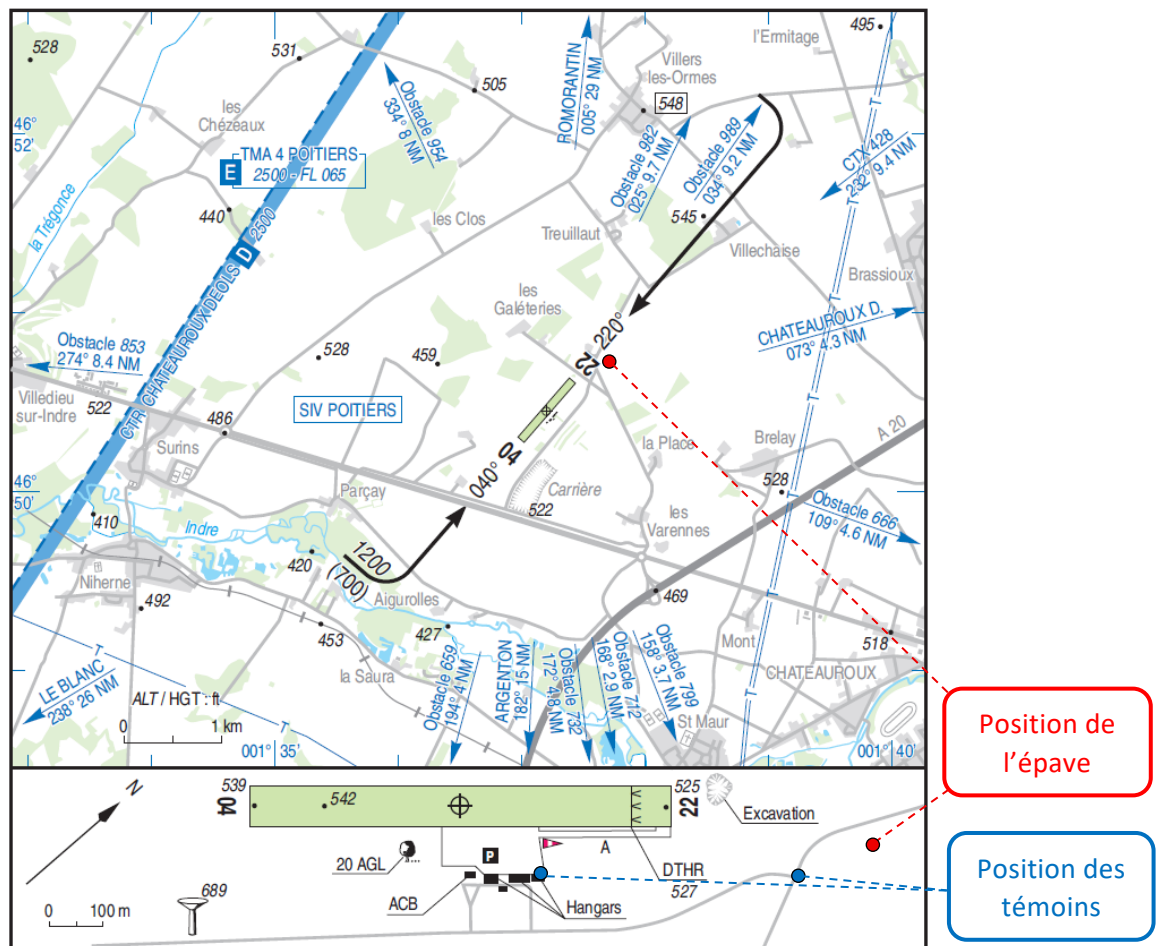 528
531
505
l'Ermitage
495
Villers
les-Ormes
548
ROMORANTIN
005° 29 NM
Obstacle 954
334° 8 NM
les
Chézeaux
46°
52'
TMA 4 POITIERS
2500 - FL 065
E
Obstacle 982
025° 9.7 NM
Obstacle 989
034° 9.2 NM
CTX 428
232° 9.4 NM
la Trégonce
440
les Clos
545
Treuillaut
Villechaise
D
2500
CTR CHATEAUROUX DEOLS
Brassioux
les
Galéteries
220°
22
CHATEAUROUX D.
073° 4.3 NM
Obstacle 853
274° 8.4 NM
528
459
Villedieu
sur-Indre
522
486
SIV POITIERS
Surins
04
040°
la Place
Brelay
A 20
528
46°
50'
Parçay
Carrière
522
les
Varennes
Obstacle 666
109° 4.6 NM
410
Indre
420
1200
(700)
Niherne
Aigurolles
469
492
453
427
Mont
518
la Saura
CHATEAUROUX
LE BLANC
238° 26 NM
ALT / HGT : ft
0
1 km
Obstacle 659
194° 4 NM
ARGENTON
182° 15 NM
Obstacle 732
172° 4.8 NM
Obstacle 712
168° 2.9 NM
Obstacle 799
158° 3.7 NM
St Maur
T
T
T
T
T
T
T
001°
35'
001°
40'
Position de
l'épave
N
539
04
542
525
22
Excavation
20 AGL
P
A
DTHR
527
ACB
Hangars
689
0
100 m
Position des
témoins